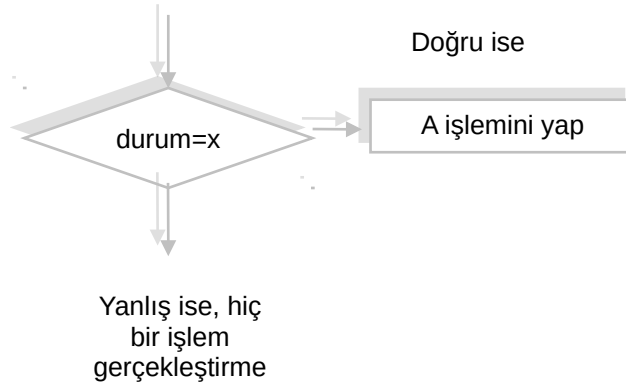 Doğru ise
A işlemini yap
durum=x
Yanlış ise, hiç
bir işlem
gerçekleştirme